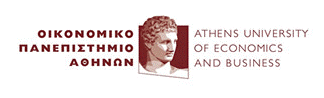 ΟΙΚΟΝΟΜΙΚΟ
ΠΑΝΕΠΙΣΤΗΜΙΟ
ΑΘΗΝΩΝ
ATHENS UNIVERSITY
OF ECONOMICS
AND BUSINESS